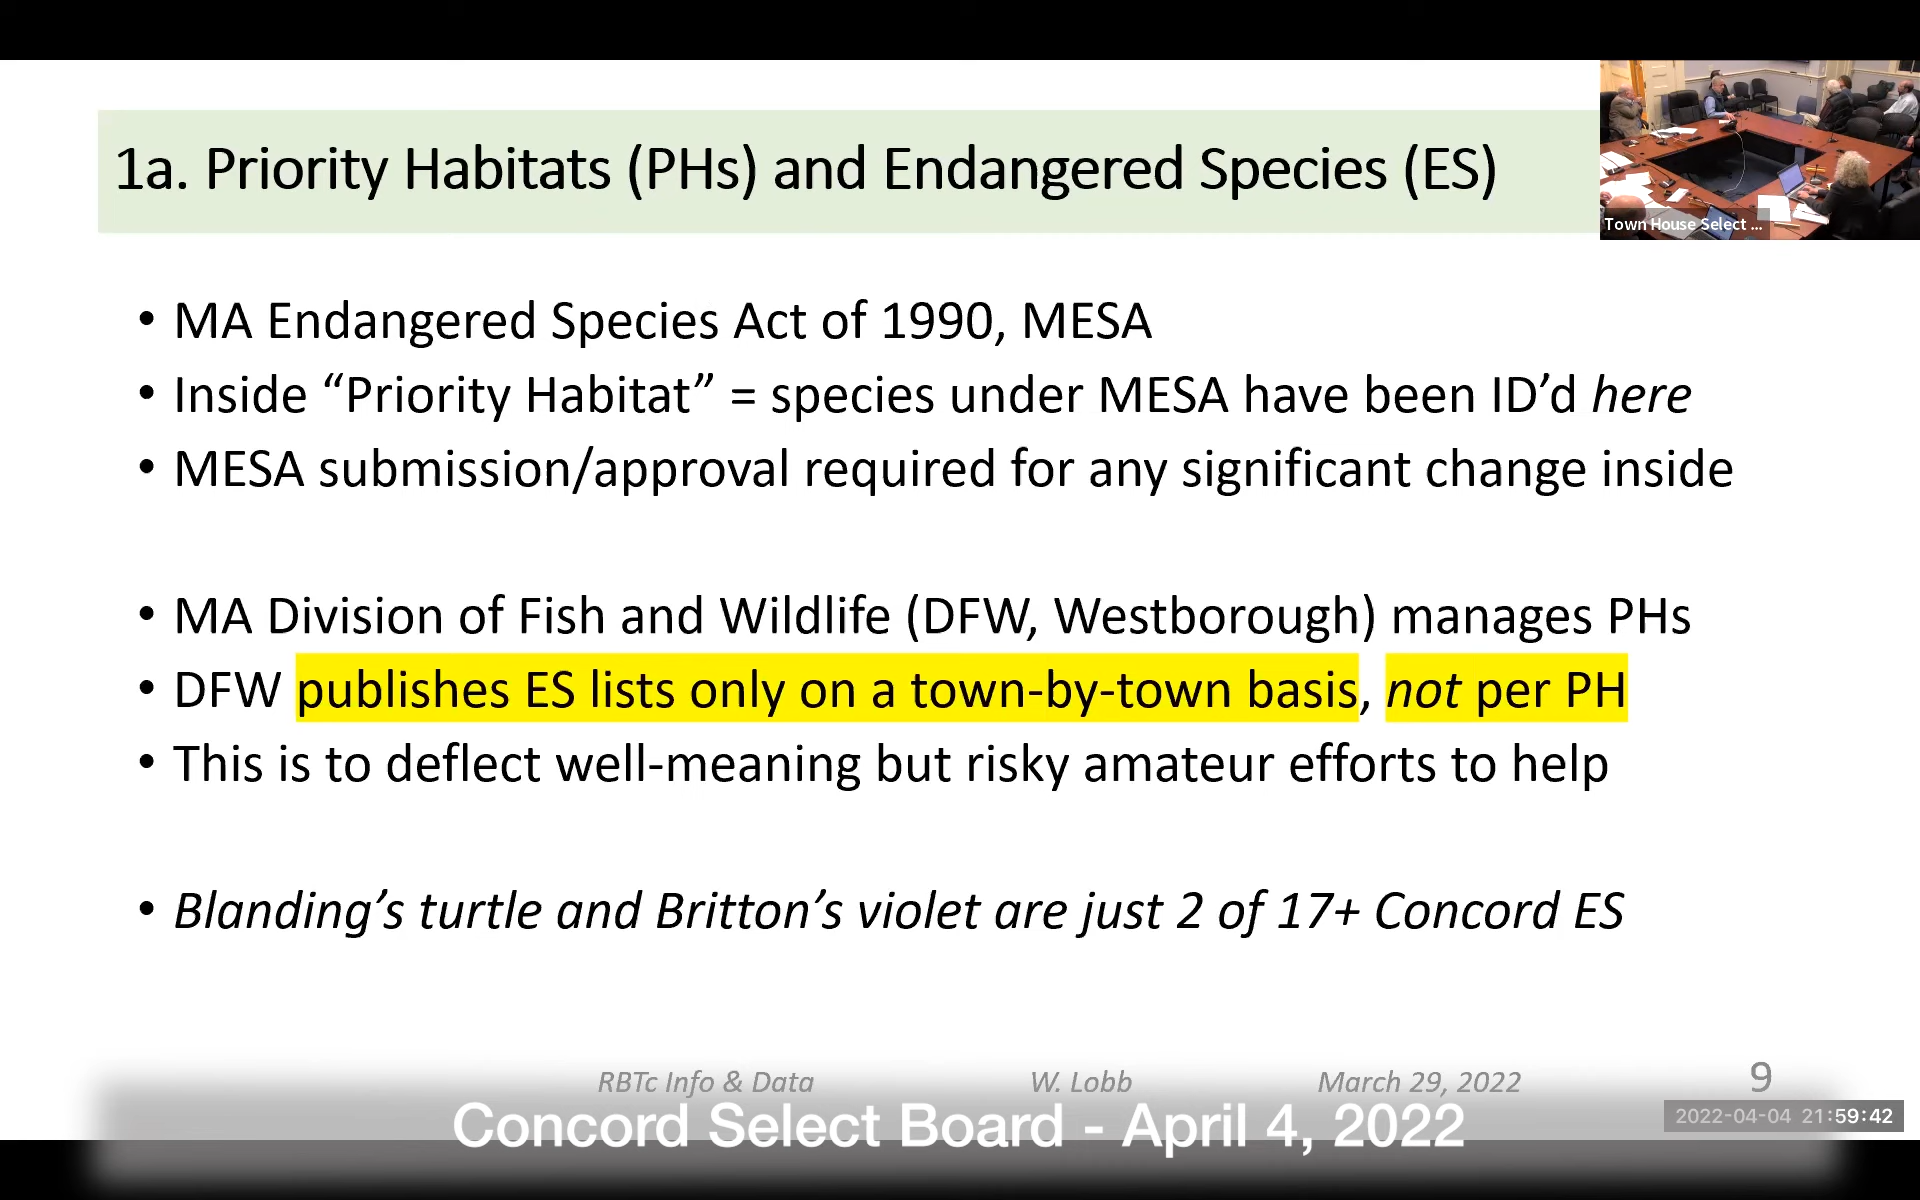 1a. Priority Habitats (PHs) and Endangered Species (ES)
Town House Select ...
• MA Endangered Species Act of 1990, MESA
• Inside “Priority Habitat” = species under MESA have been ID’d here
• MESA submission/approval required for any significant change inside
• MA Division of Fish and Wildlife (DFW, Westborough) manages PHs
• DFW publishes ES lists only on a town-by-town basis, not per PH
• This is to deflect well-meaning but risky amateur efforts to help
• Blanding’s turtle and Britton’s violet are just 2 of 17+ Concord ES
RBTc Info & Data W. Lobb March 29, 2022 9
Concord Select Board - April 4, 2022
2022-04-04 21:59:42